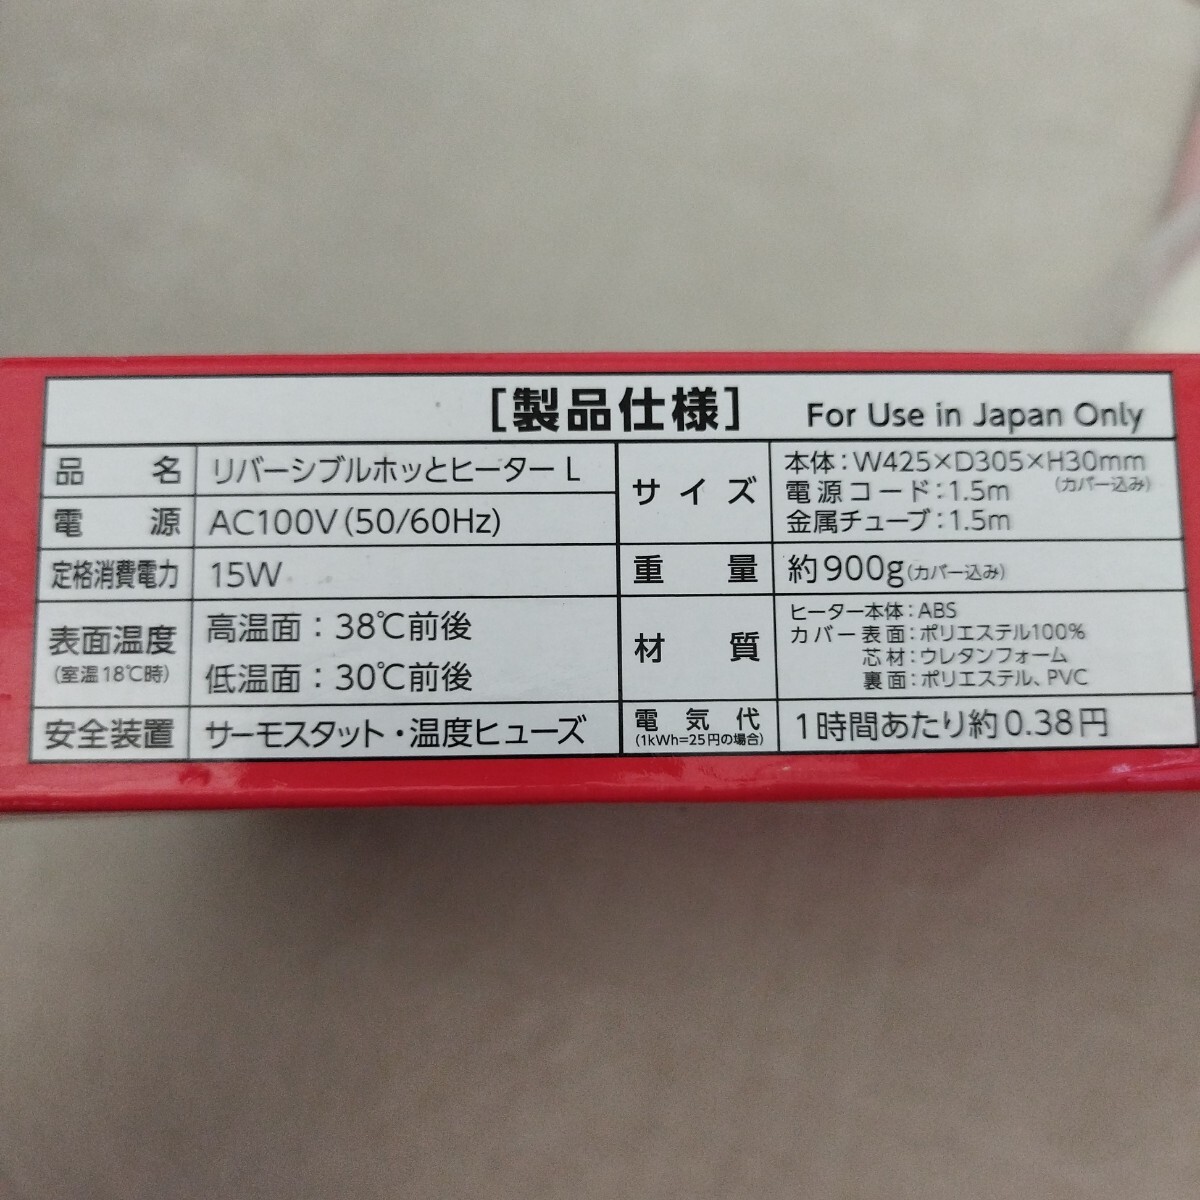 [製品仕様] For Use in Japan Only
品名 リバーシブルホッとヒーター L
電源 AC100V(50/60Hz)
定格消費電力 15W
表面温度 高温面：38℃前後
(室温18℃時) 低温面：30℃前後
安全装置 サーモスタット・温度ヒューズ
サイズ 本体：W425×D305×H30mm
(カバー込み)
電源コード：1.5m
金属チューブ：1.5m
重量 約900g(カバー込み)
材質 ヒーター本体：ABS
カバー表面：ポリエステル100%
芯材：ウレタンフォーム
裏面：ポリエステル、PVC
電気代 1時間あたり約0.38円
(1kWh=25円の場合)